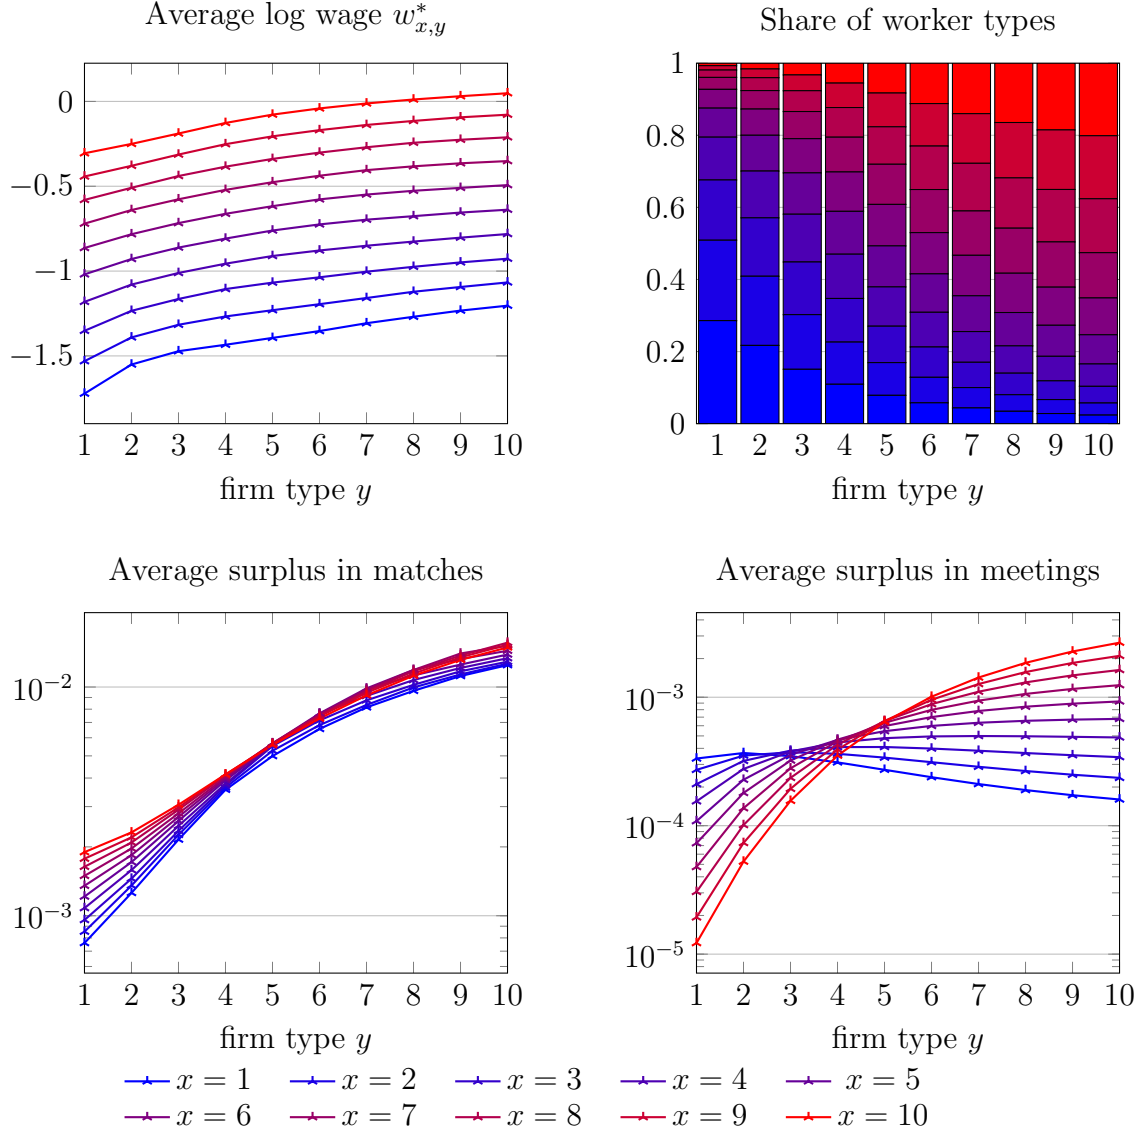 Average log wage w*x,y
0
−0.5
−1
−1.5
1 2 3 4 5 6 7 8 9 10
firm type y
Share of worker types
1
0.8
0.6
0.4
0.2
0
1 2 3 4 5 6 7 8 9 10
firm type y
Average surplus in matches
10−2
10−3
1 2 3 4 5 6 7 8 9 10
firm type y
Average surplus in meetings
10−3
10−4
10−5
1 2 3 4 5 6 7 8 9 10
firm type y
x = 1 x = 2 x = 3 x = 4 x = 5
x = 6 x = 7 x = 8 x = 9 x = 10